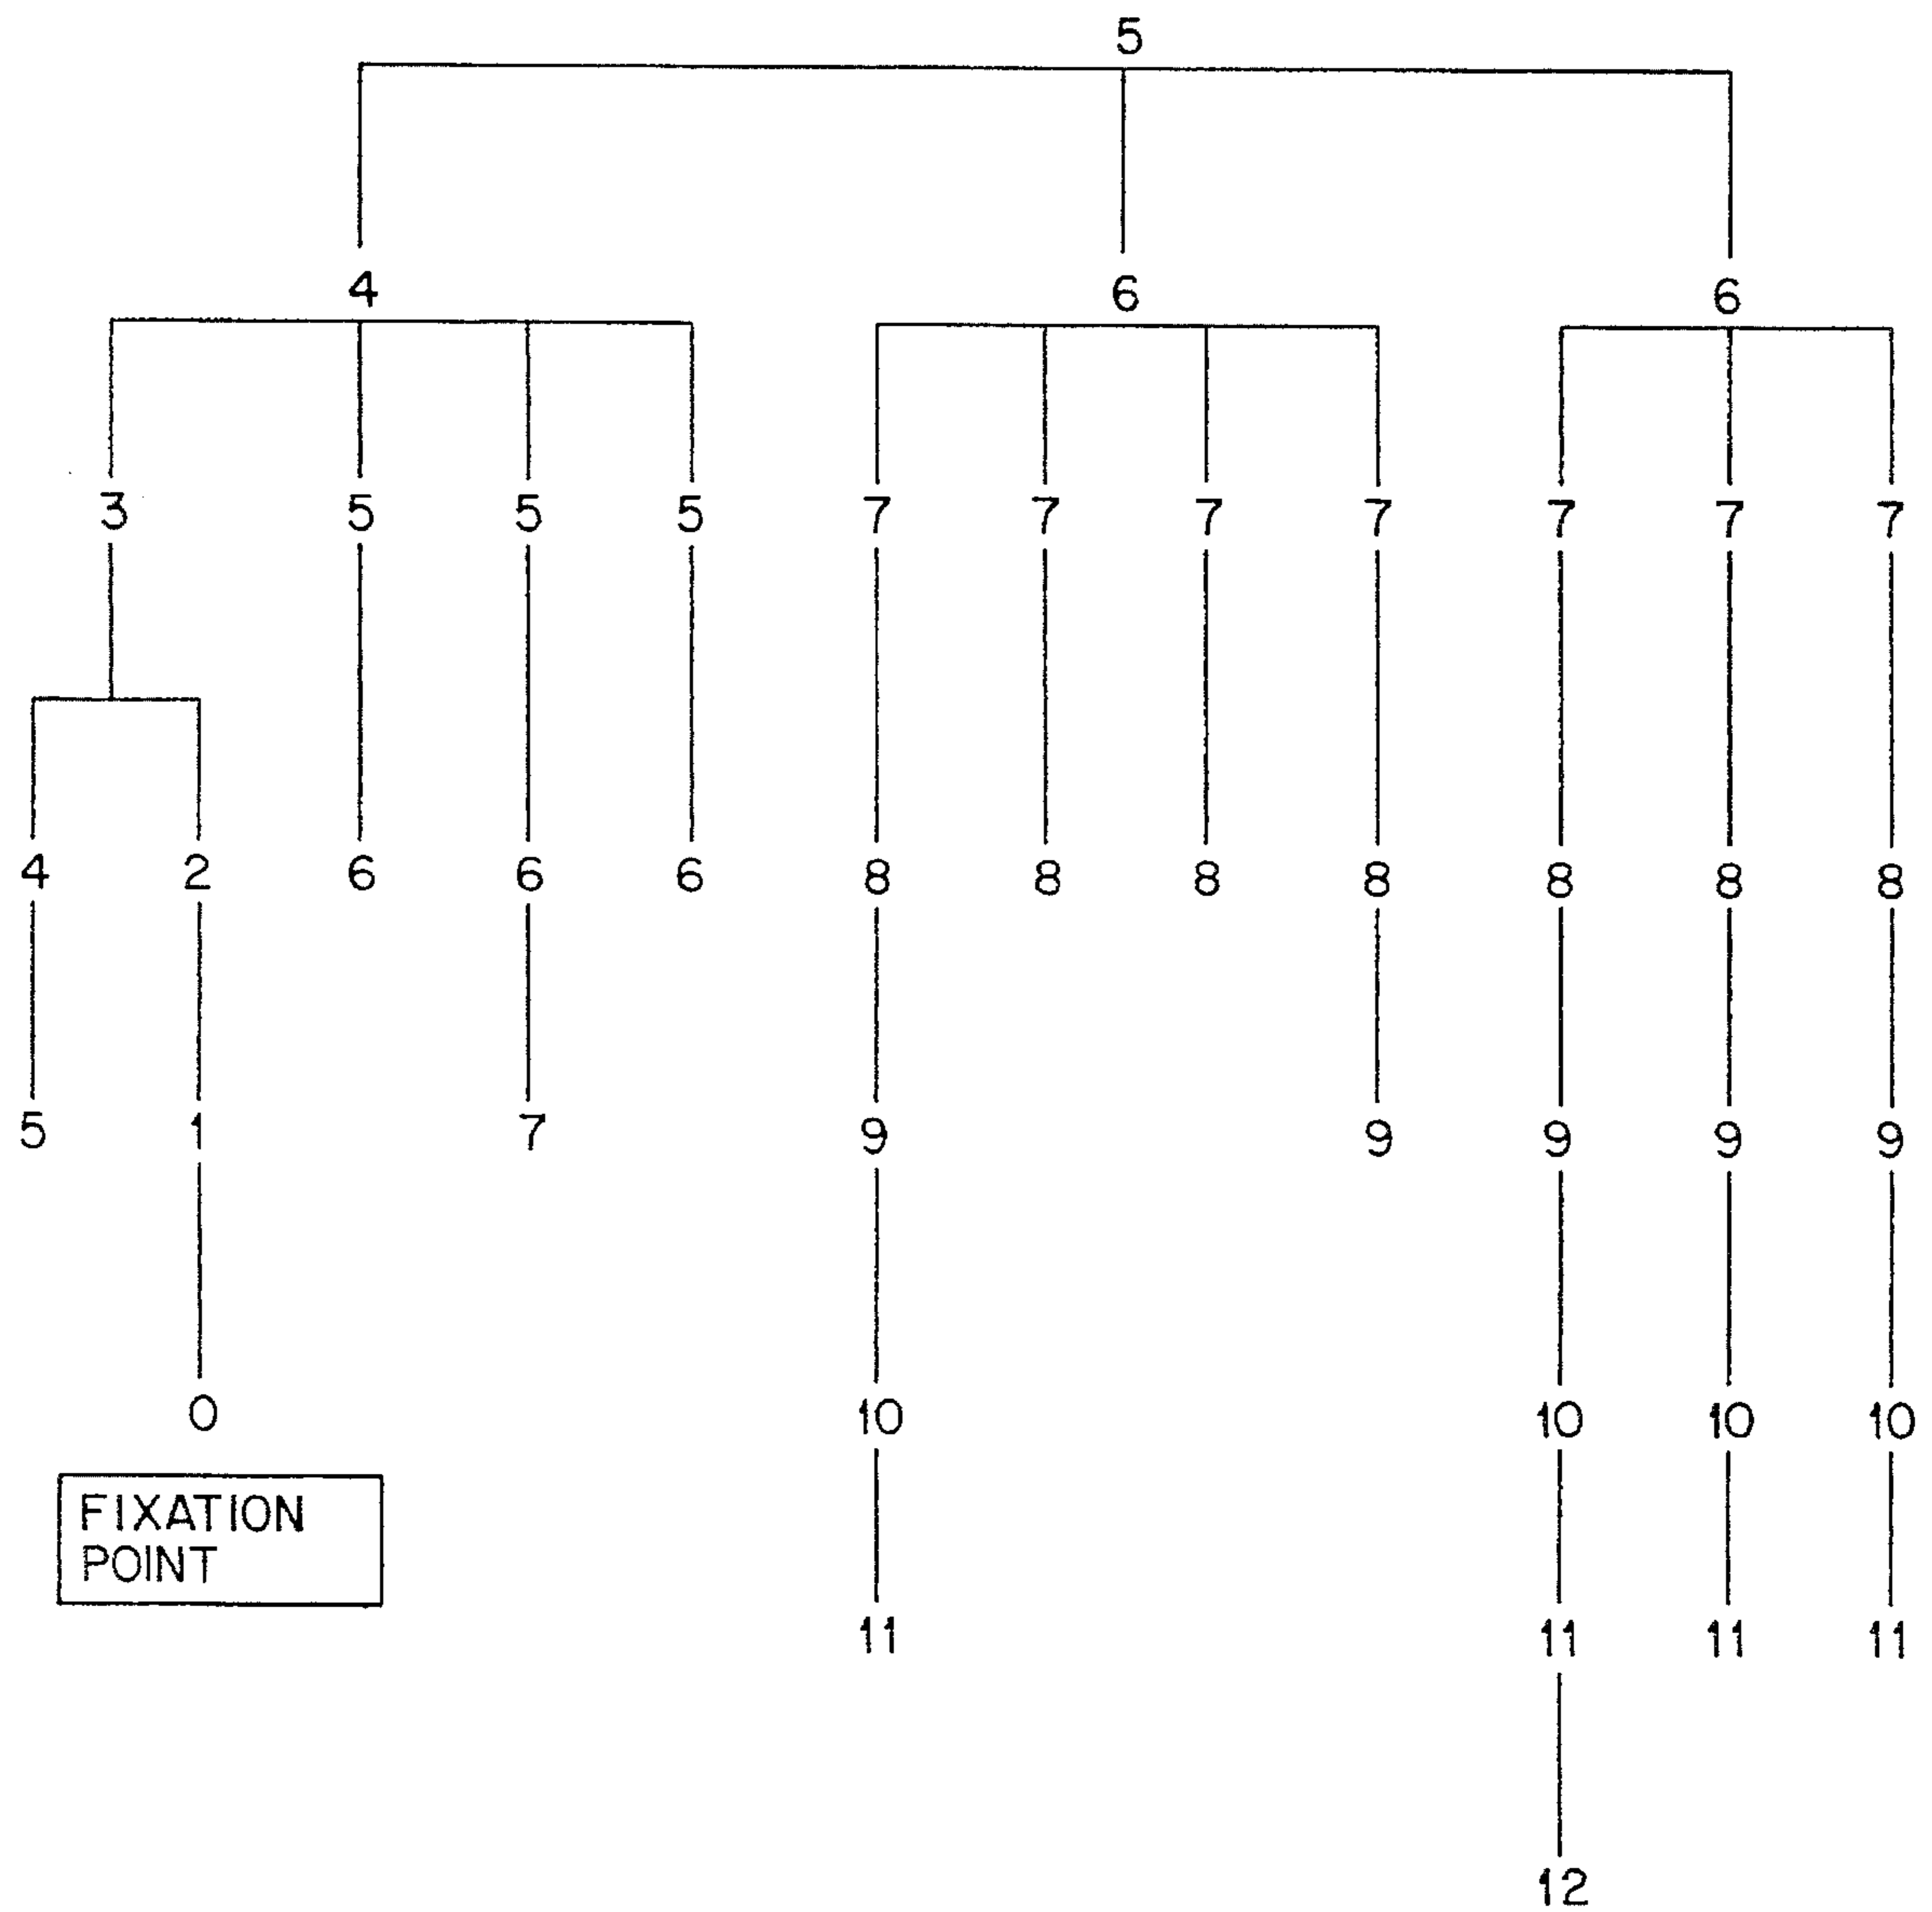 5
4 6 6
3 5 5 5 7 7 7 7 7 7 7
4 2 6 6 6 8 8 8 8 8 8 8
5 1 7 9 9 9 9 9
0 10 10 10 10
FIXATION
POINT
11 11 11 11
12